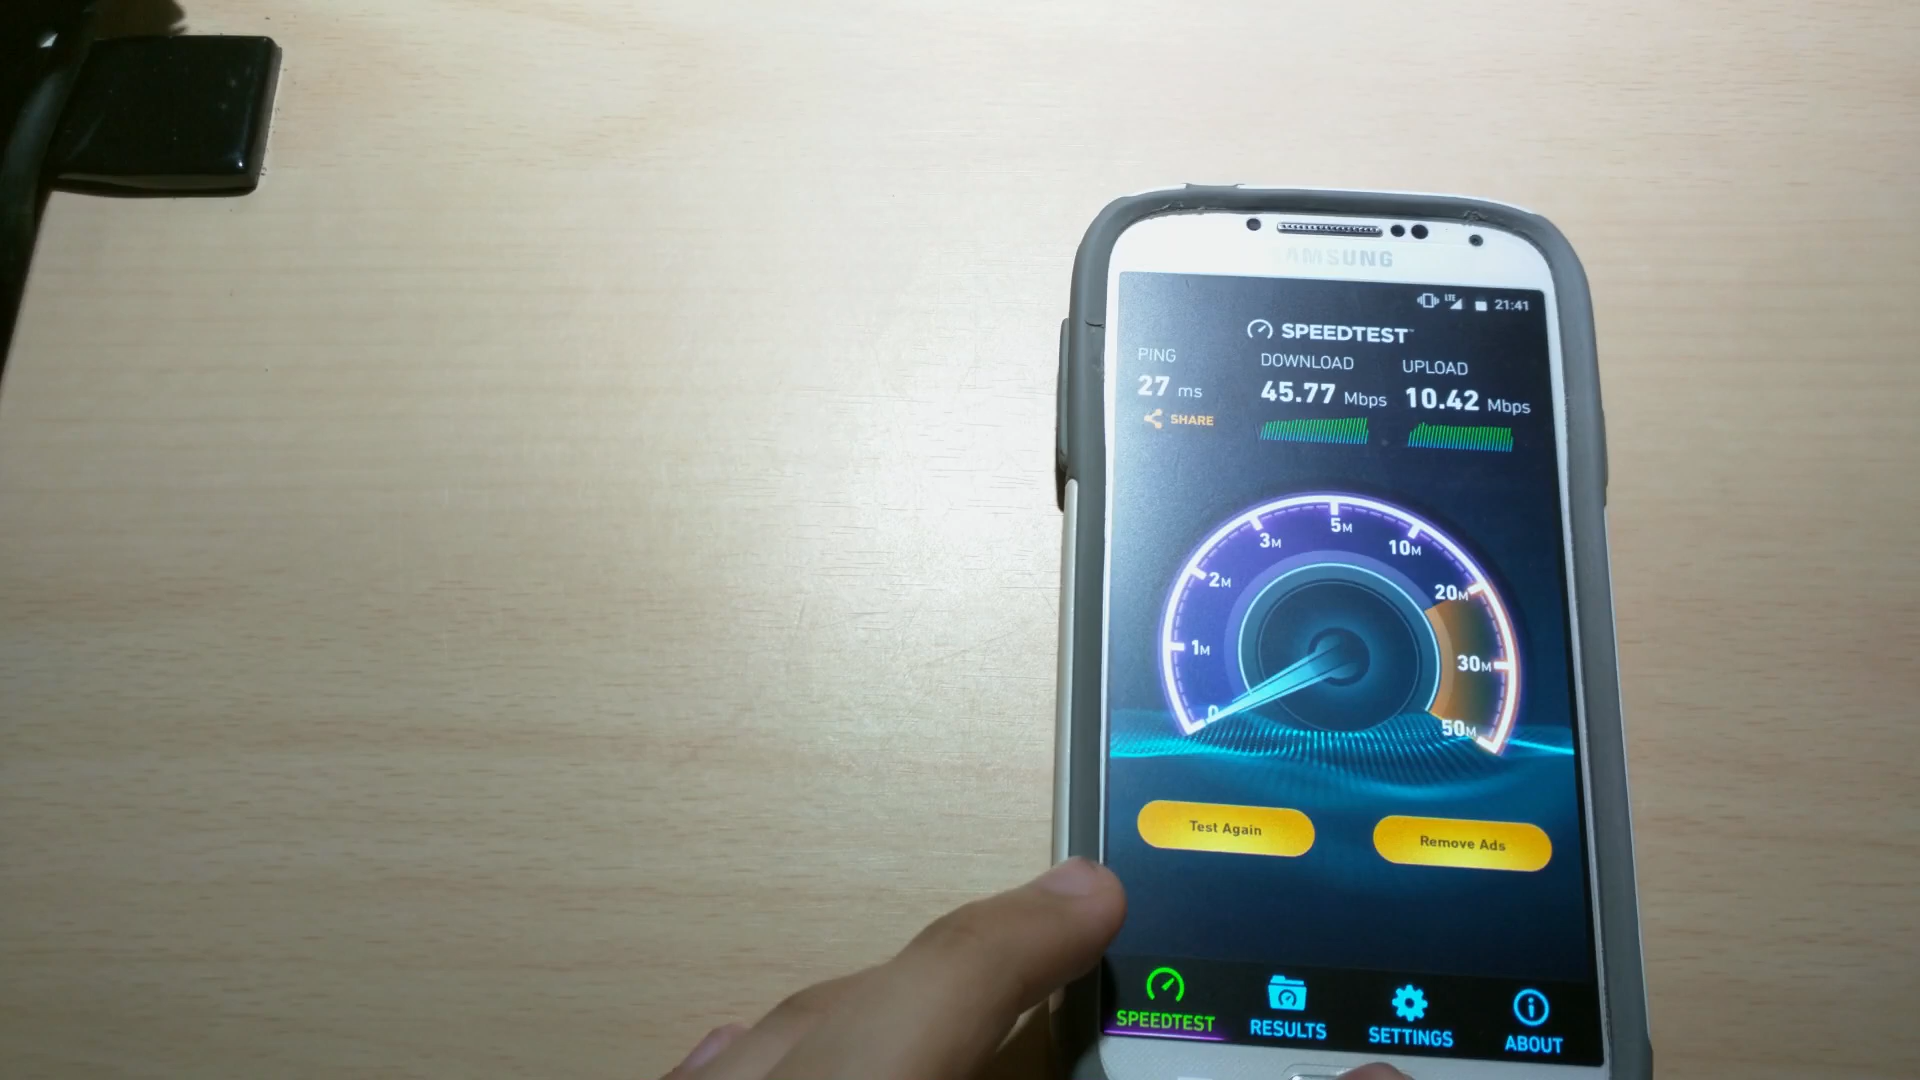 SAMSUNG
LTE 21:41
SPEEDTEST
PING DOWNLOAD UPLOAD
27 ms 45.77 Mbps 10.42 Mbps
SHARE
5M
3M 10M
2M 20M
1M 30M
0 50M
Test Again Remove Ads
SPEEDTEST RESULTS SETTINGS ABOUT